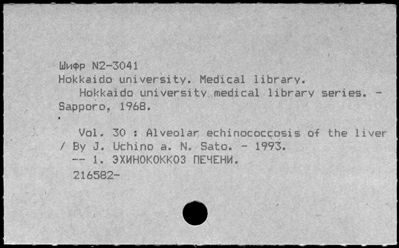 Шифр N2-3041
Hokkaido university. Medical library.
Hokkaido university medical library series. -
Sapporo, 1968.
Vol. 30 : Alveolar echinococcosis of the liver
/ By J. Uchino a. N. Sato. - 1993.
-- 1. ЭХИНОКОККОЗ ПЕЧЕНИ.
216582-